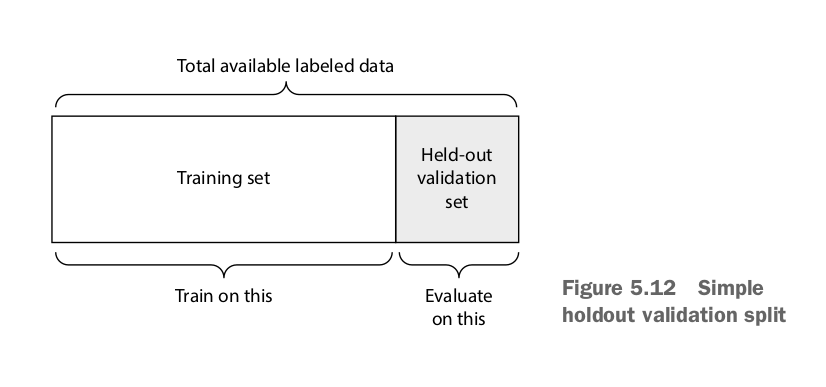 Total available labeled data
Training set
Held-out
validation
set
Train on this
Evaluate
on this
Figure 5.12 Simple
holdout validation split